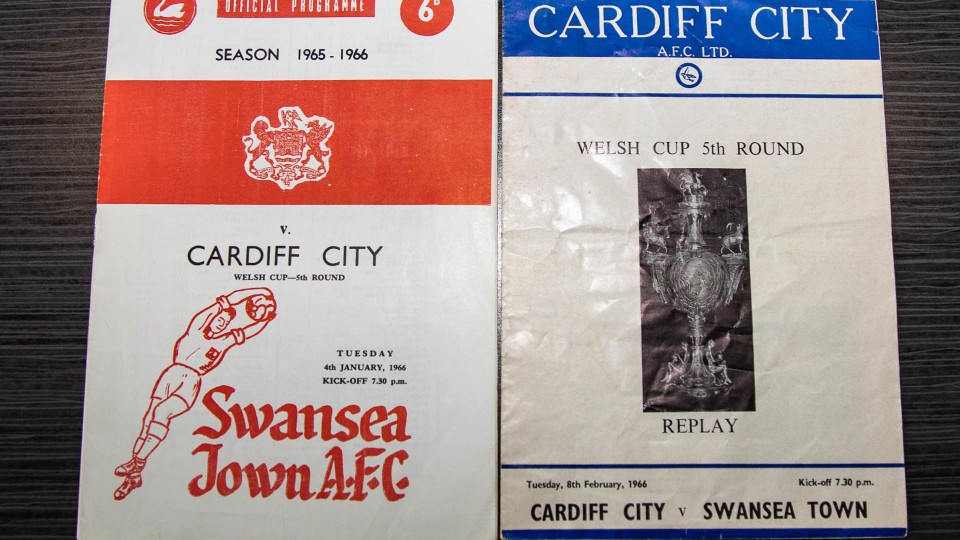 OFFICIAL PROGRAMME
6D
SEASON 1965 - 1966
V.
CARDIFF CITY
WELSH CUP—5th ROUND
TUESDAY
4th JANUARY, 1966
KICK-OFF 7.30 p.m.
Swansea
Town A·F·C·
CARDIFF CITY
A.F.C. LTD.
WELSH CUP 5th ROUND
REPLAY
Tuesday, 8th February, 1966 Kick-off 7.30 p.m.
CARDIFF CITY v SWANSEA TOWN